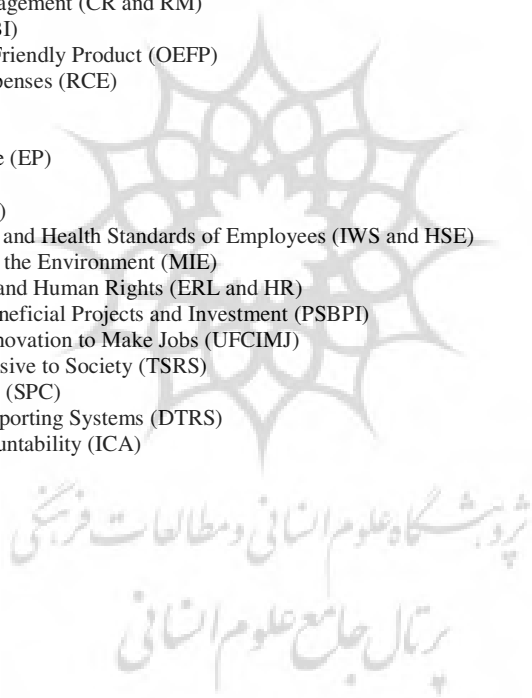 agement (CR and RM)
BI)
Friendly Product (OEFP)
penses (RCE)
e (EP)
)
and Health Standards of Employees (IWS and HSE)
the Environment (MIE)
and Human Rights (ERL and HR)
neficial Projects and Investment (PSBPI)
novation to Make Jobs (UFCIMJ)
sive to Society (TSRS)
(SPC)
porting Systems (DTRS)
untability (ICA)
پژوهشگاه علوم انسانی و مطالعات فرهنگی
پرتال جامع علوم انسانی